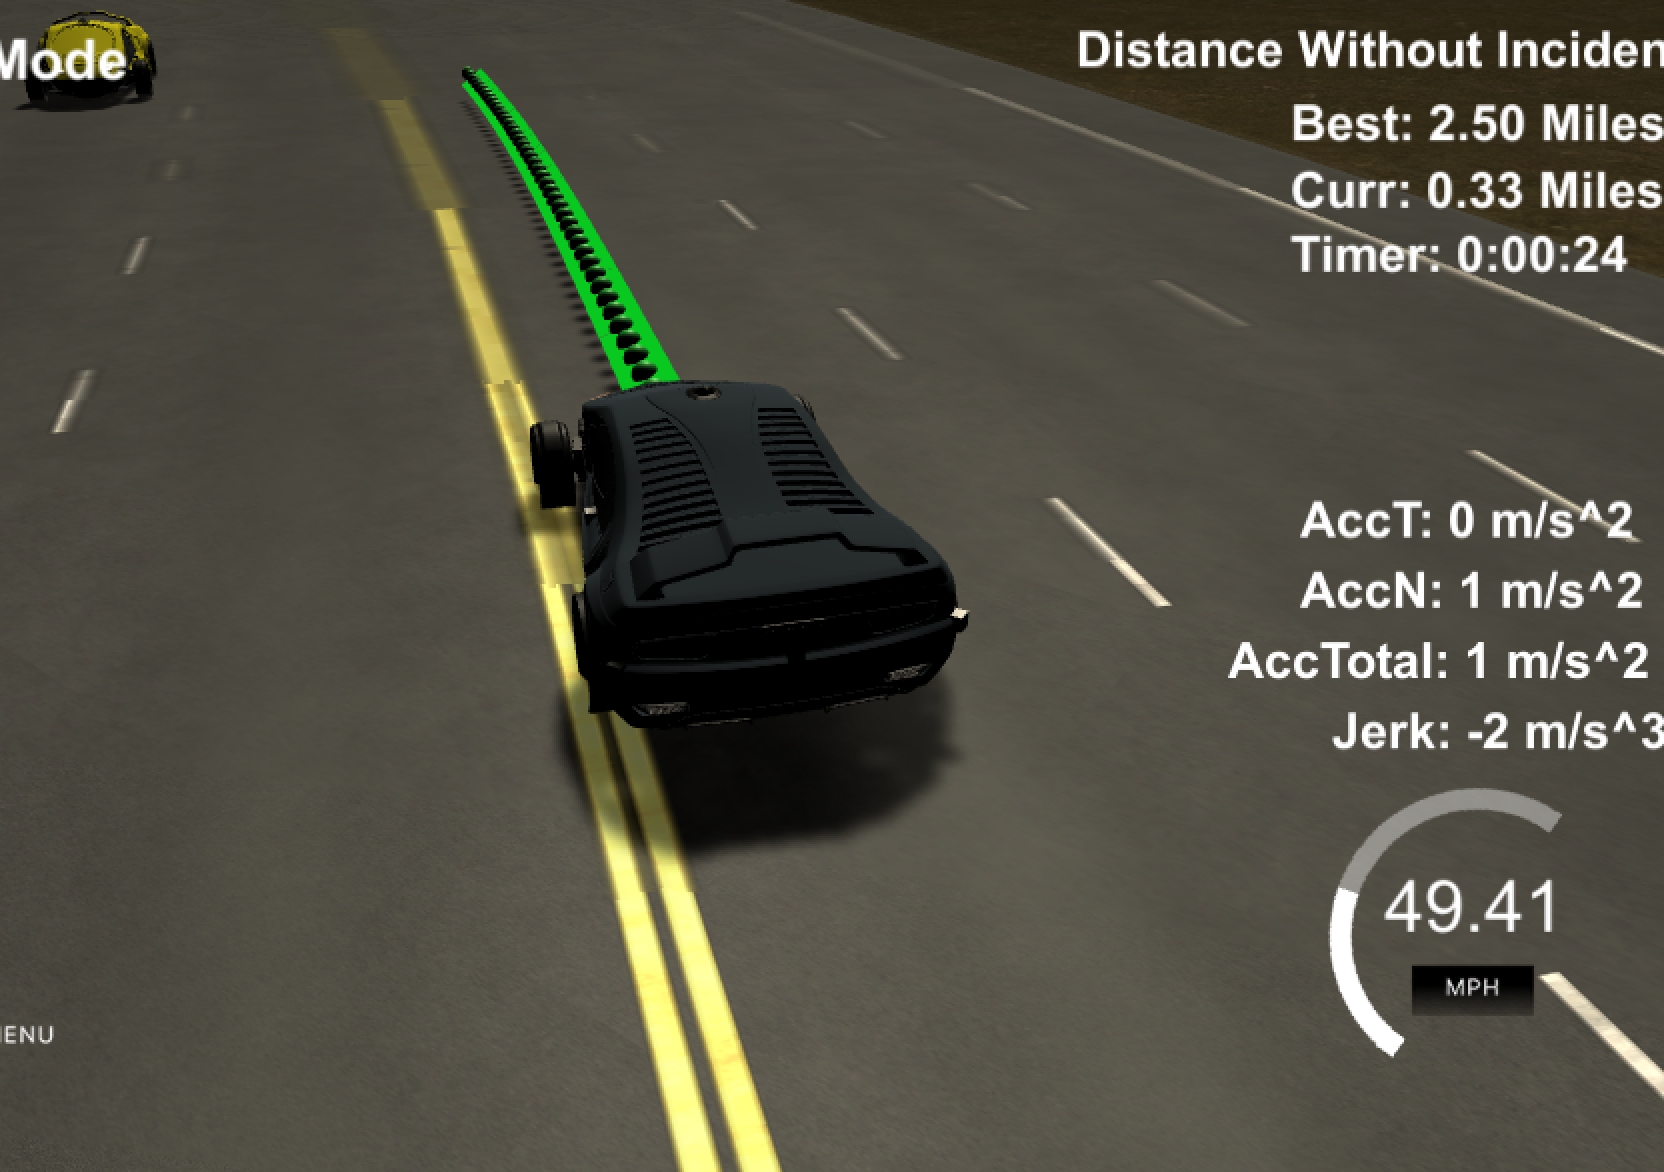 Mode
Distance Without Inciden
Best: 2.50 Miles
Curr: 0.33 Miles
Timer: 0:00:24
AccT: 0 m/s^2
AccN: 1 m/s^2
AccTotal: 1 m/s^2
Jerk: -2 m/s^3
49.41
MPH
ENU